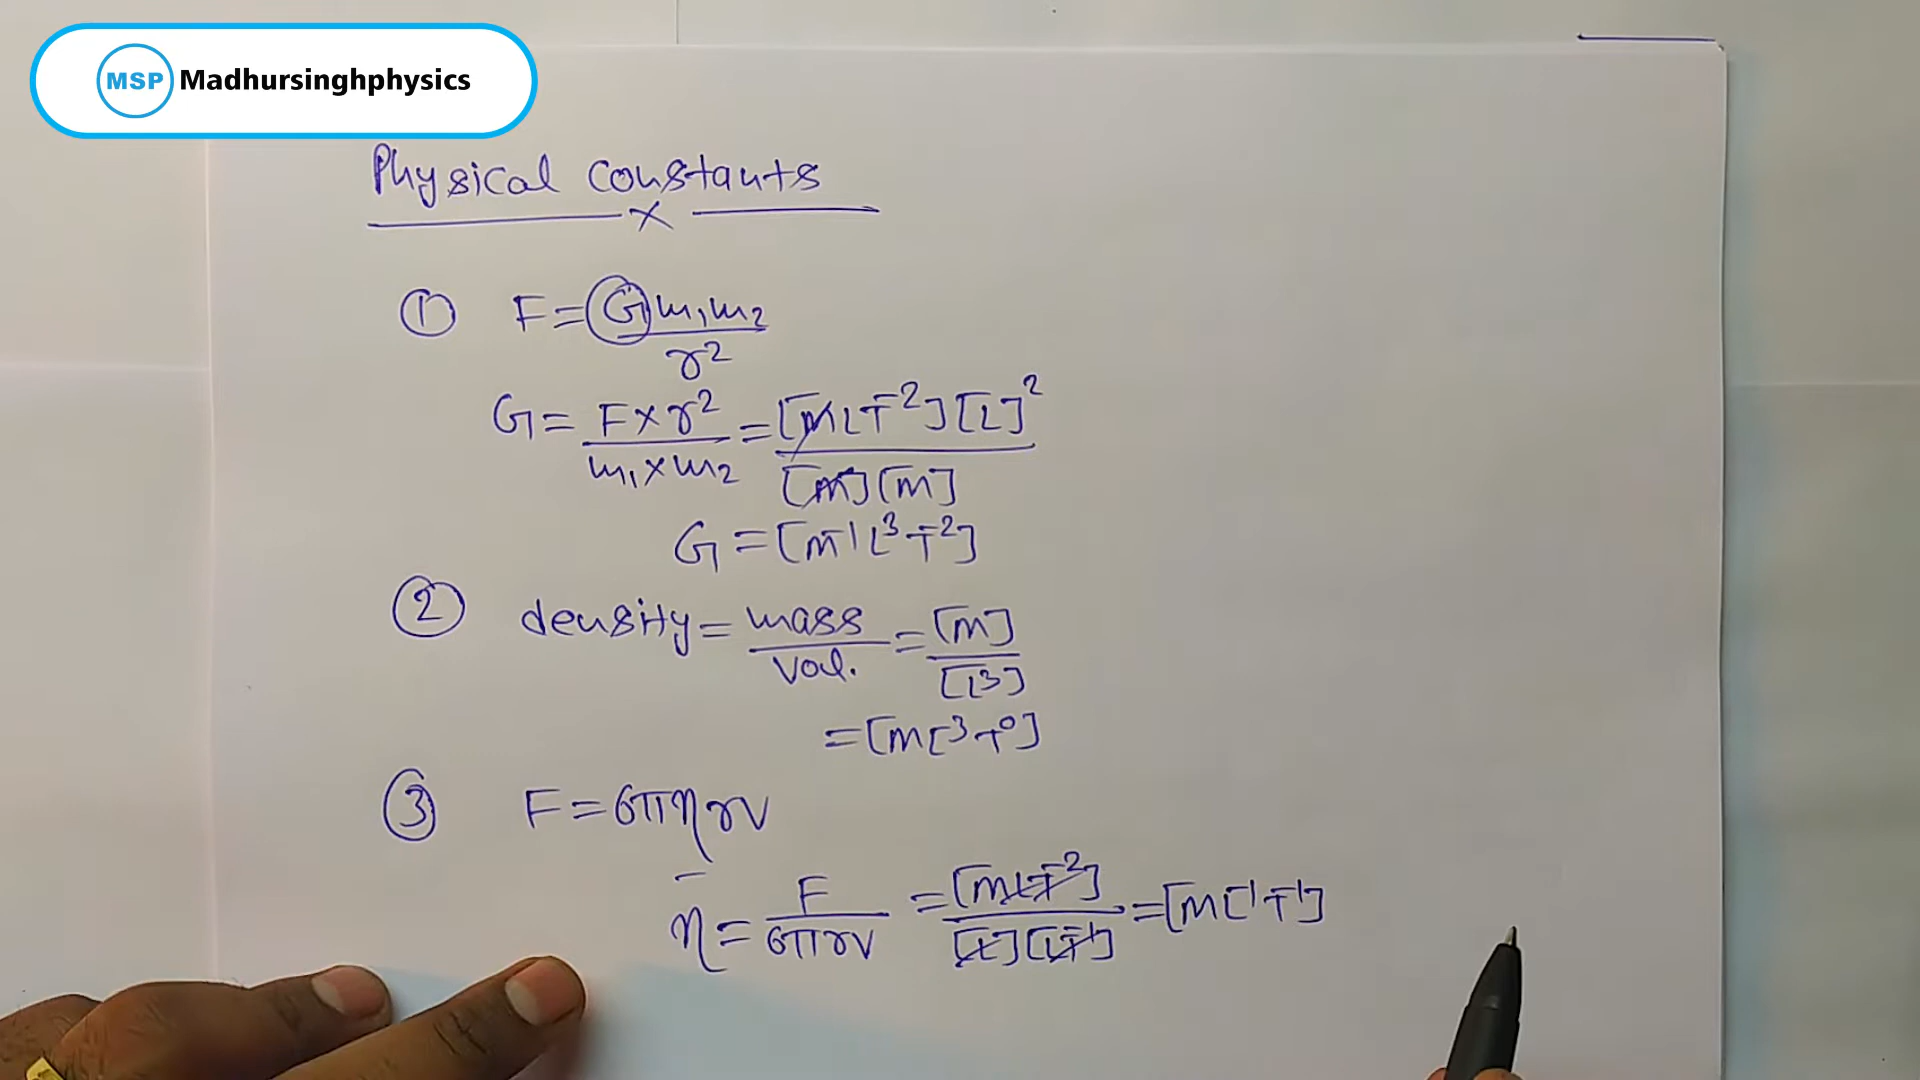 MSP Madhursinghphysics
Physical constants
x
① F = G m₁m₂ / r²
G = F × r² / m₁ × m₂ = [MLT⁻²][L]² / [M][M]
G = [M⁻¹L³T⁻²]
② density = mass / vol. = [M] / [L³]
= [ML⁻³T⁰]
③ F = 6πηrv
η = F / 6πrv = [MLT⁻²] / [L][LT⁻¹] = [ML⁻¹T⁻¹]